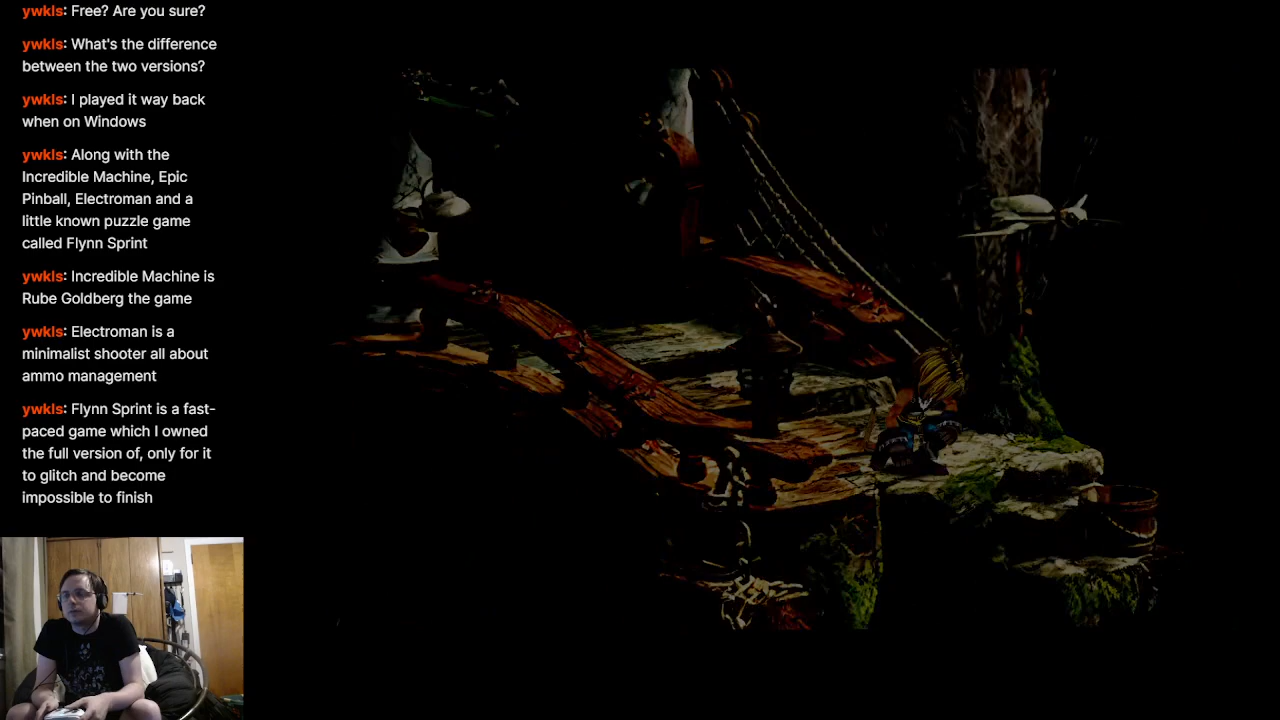 ywkls: Free? Are you sure?
ywkls: What's the difference
between the two versions?
ywkls: I played it way back
when on Windows
ywkls: Along with the
Incredible Machine, Epic
Pinball, Electroman and a
little known puzzle game
called Flynn Sprint
ywkls: Incredible Machine is
Rube Goldberg the game
ywkls: Electroman is a
minimalist shooter all about
ammo management
ywkls: Flynn Sprint is a fast-
paced game which I owned
the full version of, only for it
to glitch and become
impossible to finish